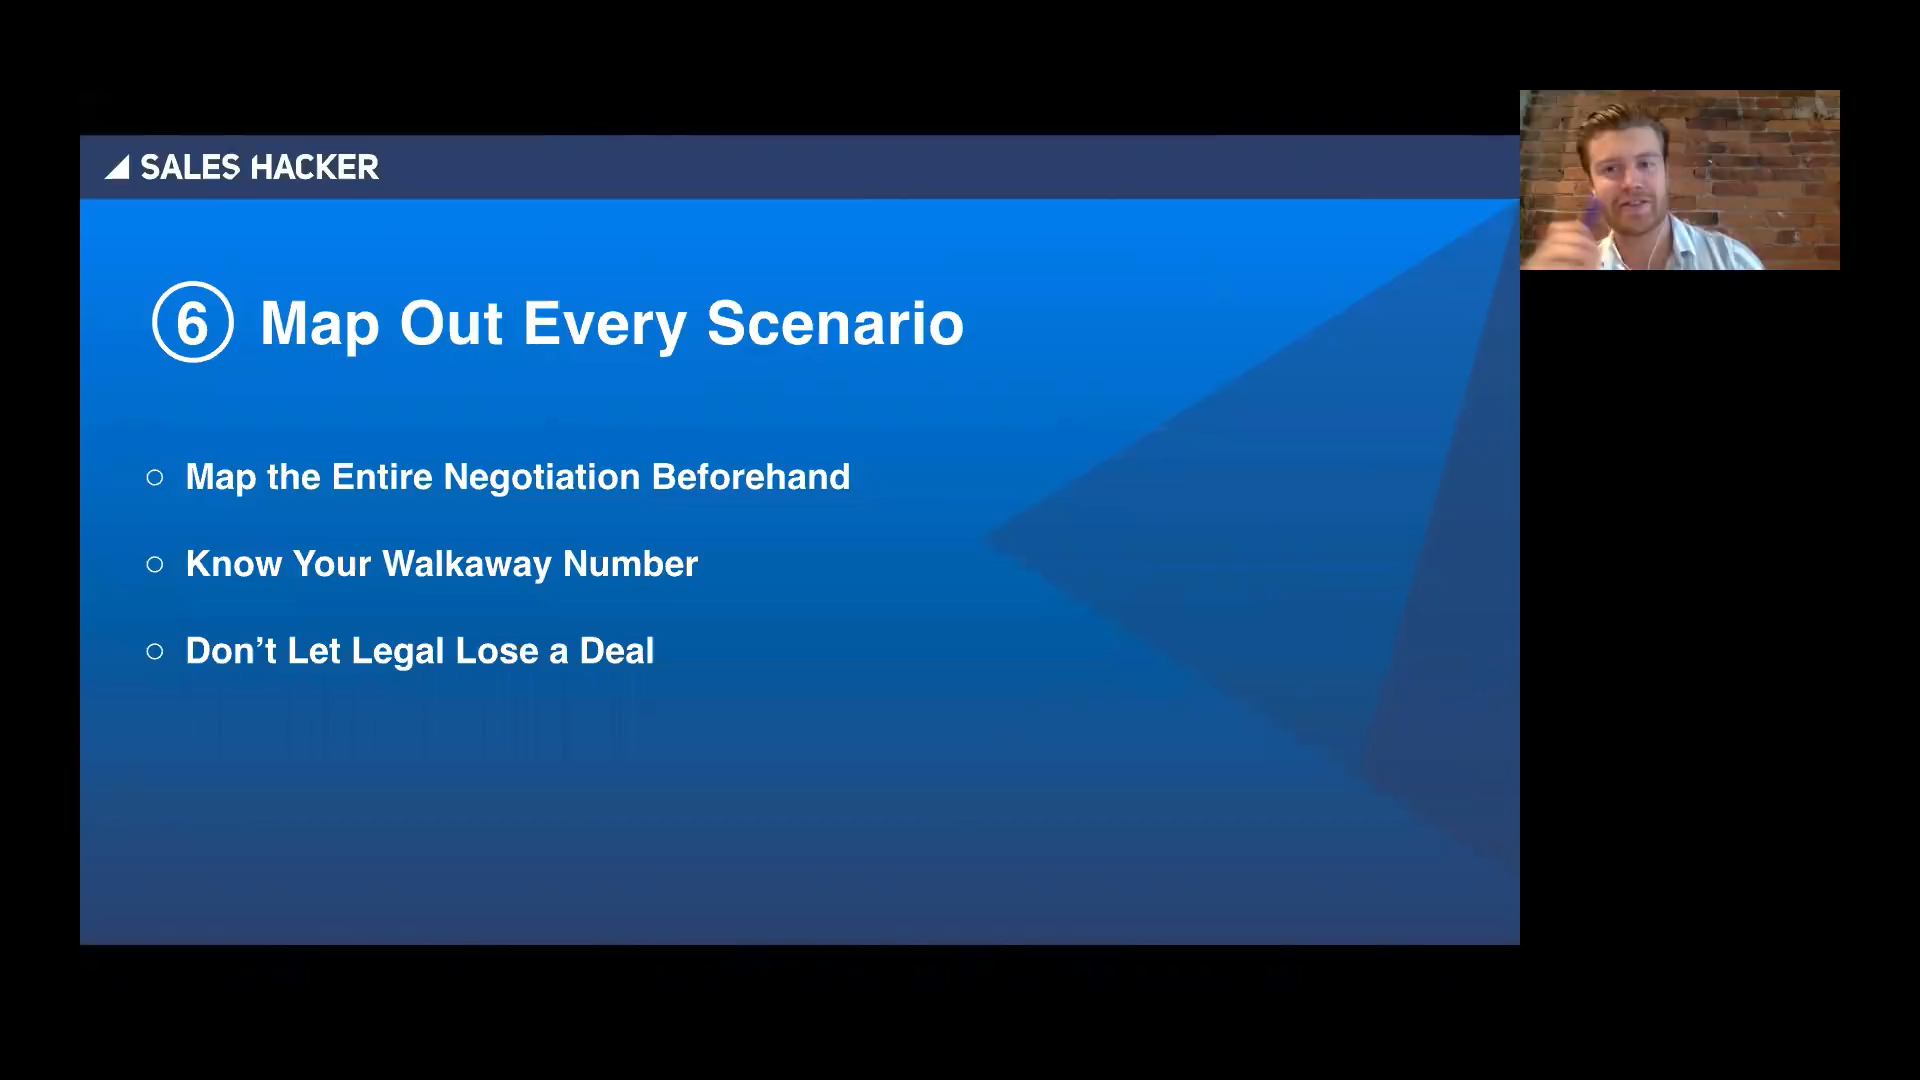 SALES HACKER
6 Map Out Every Scenario
Map the Entire Negotiation Beforehand
Know Your Walkaway Number
Don’t Let Legal Lose a Deal